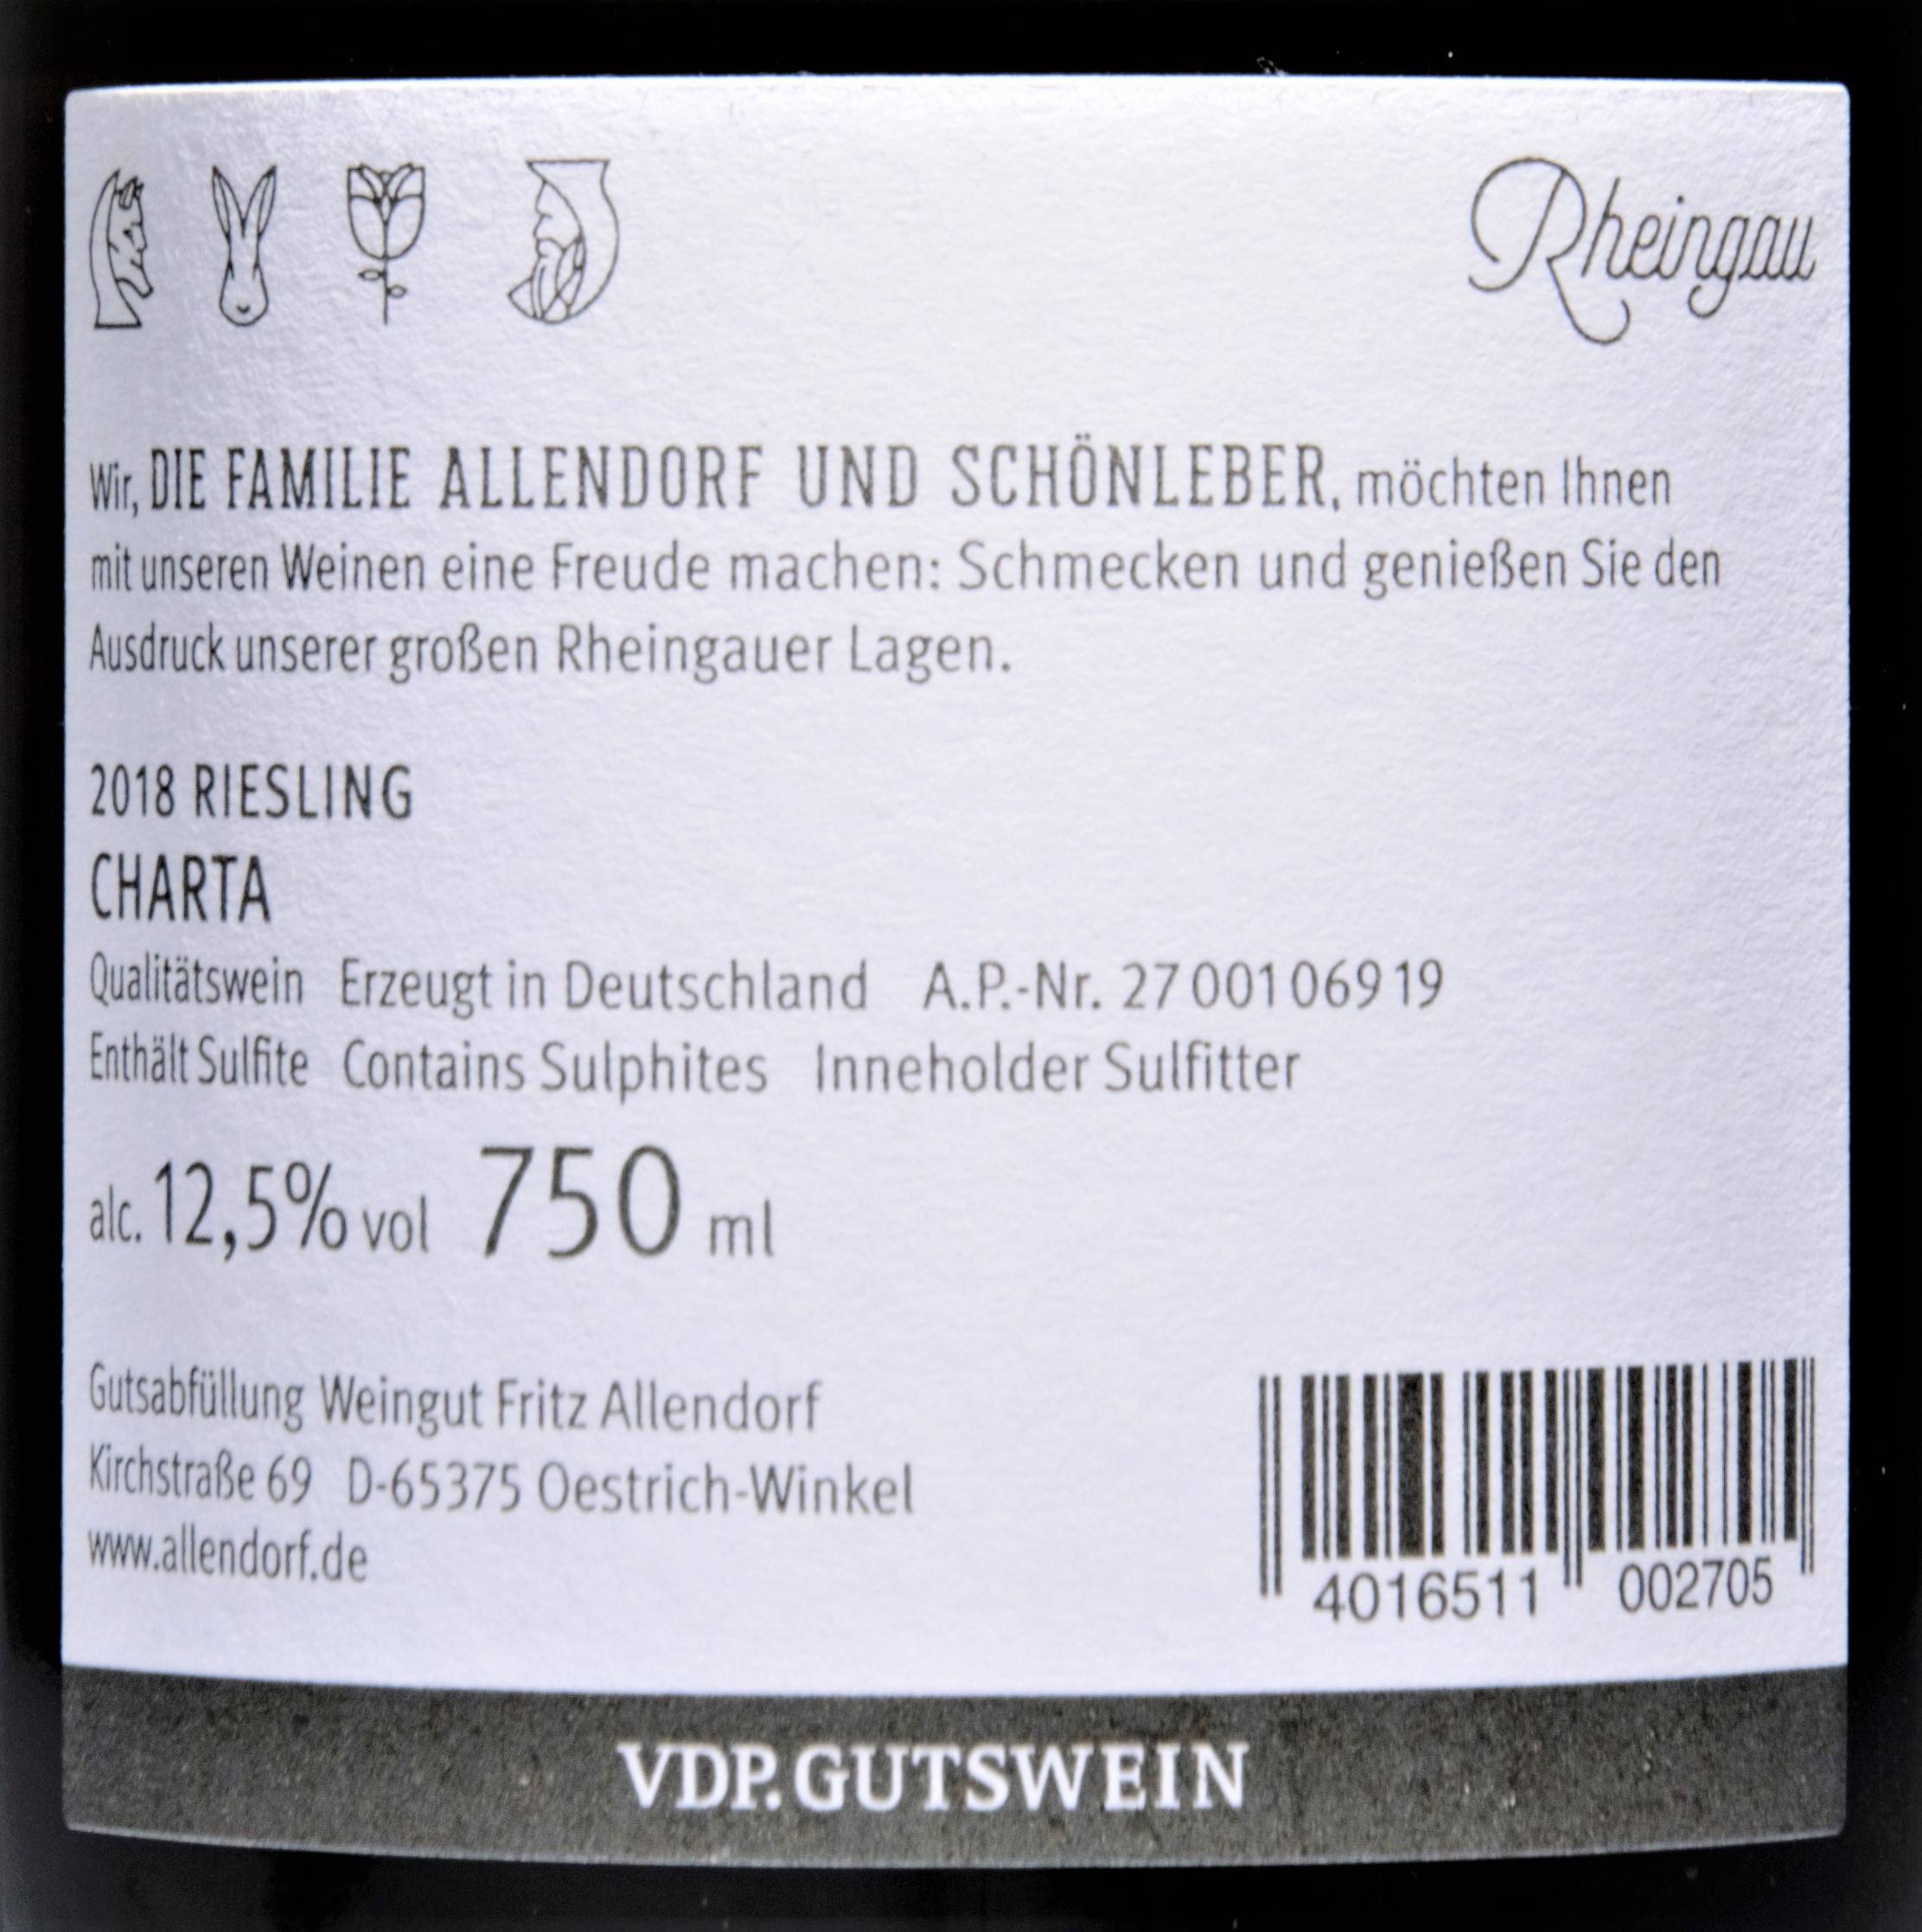 Rheingau
Wir, DIE FAMILIE ALLENDORF UND SCHÖNLEBER, möchten Ihnen
mit unseren Weinen eine Freude machen: Schmecken und genießen Sie den
Ausdruck unserer großen Rheingauer Lagen.
2018 RIESLING
CHARTA
Qualitätswein Erzeugt in Deutschland A.P.-Nr. 27 001 069 19
Enthält Sulfite Contains Sulphites Inneholder Sulfitter
alc. 12,5% vol 750 ml
Gutsabfüllung Weingut Fritz Allendorf
Kirchstraße 69 D-65375 Oestrich-Winkel
www.allendorf.de
4016511 002705
VDP.GUTSWEIN